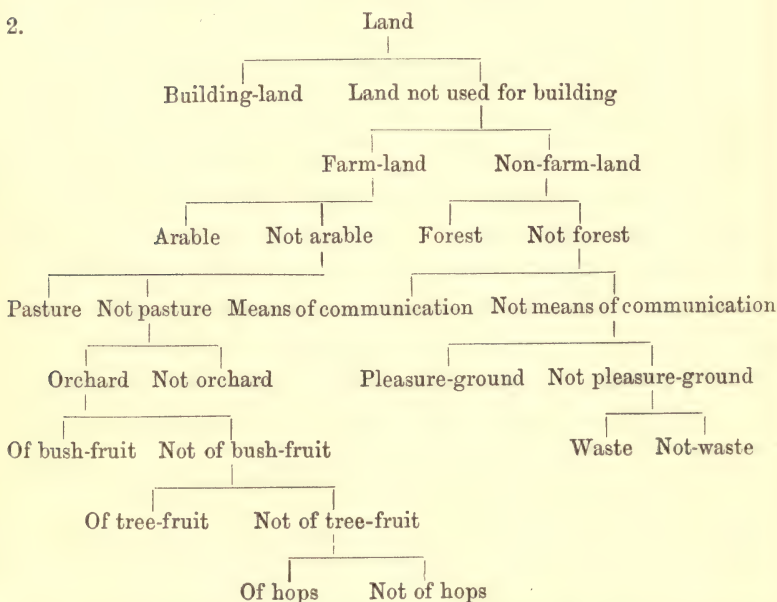 2.
Land
Building-land Land not used for building
Farm-land Non-farm-land
Arable Not arable Forest Not forest
Pasture Not pasture Means of communication Not means of communication
Orchard Not orchard Pleasure-ground Not pleasure-ground
Of bush-fruit Not of bush-fruit Waste Not-waste
Of tree-fruit Not of tree-fruit
Of hops Not of hops